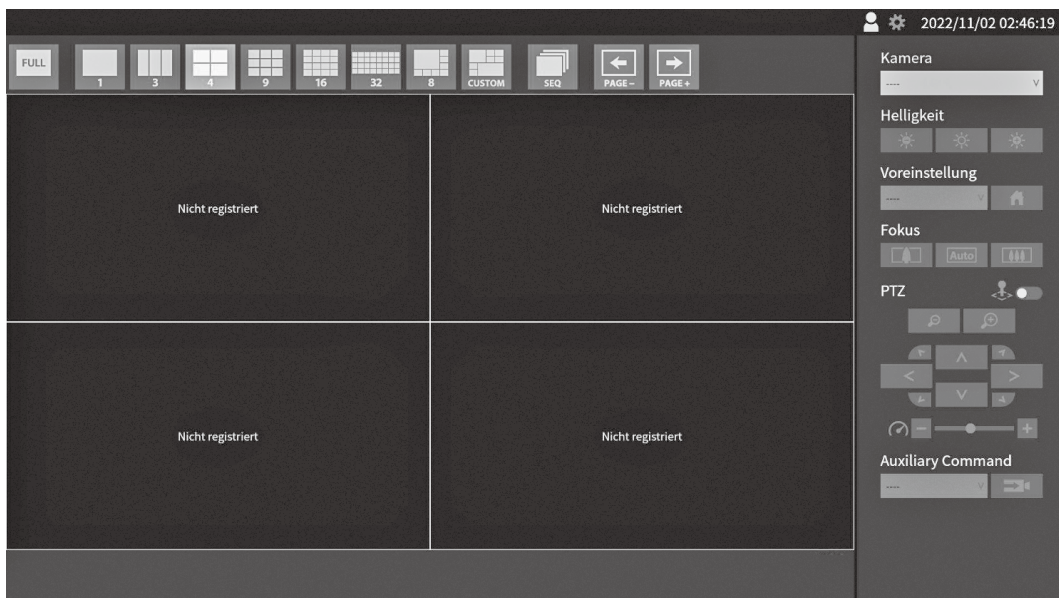 2022/11/02 02:46:19
FULL
1
3
4
9
16
32
8
CUSTOM
SEQ
PAGE−
PAGE+
Nicht registriert
Nicht registriert
Nicht registriert
Nicht registriert
Kamera
----
Helligkeit
Voreinstellung
----
Fokus
Auto
PTZ
Auxiliary Command
----